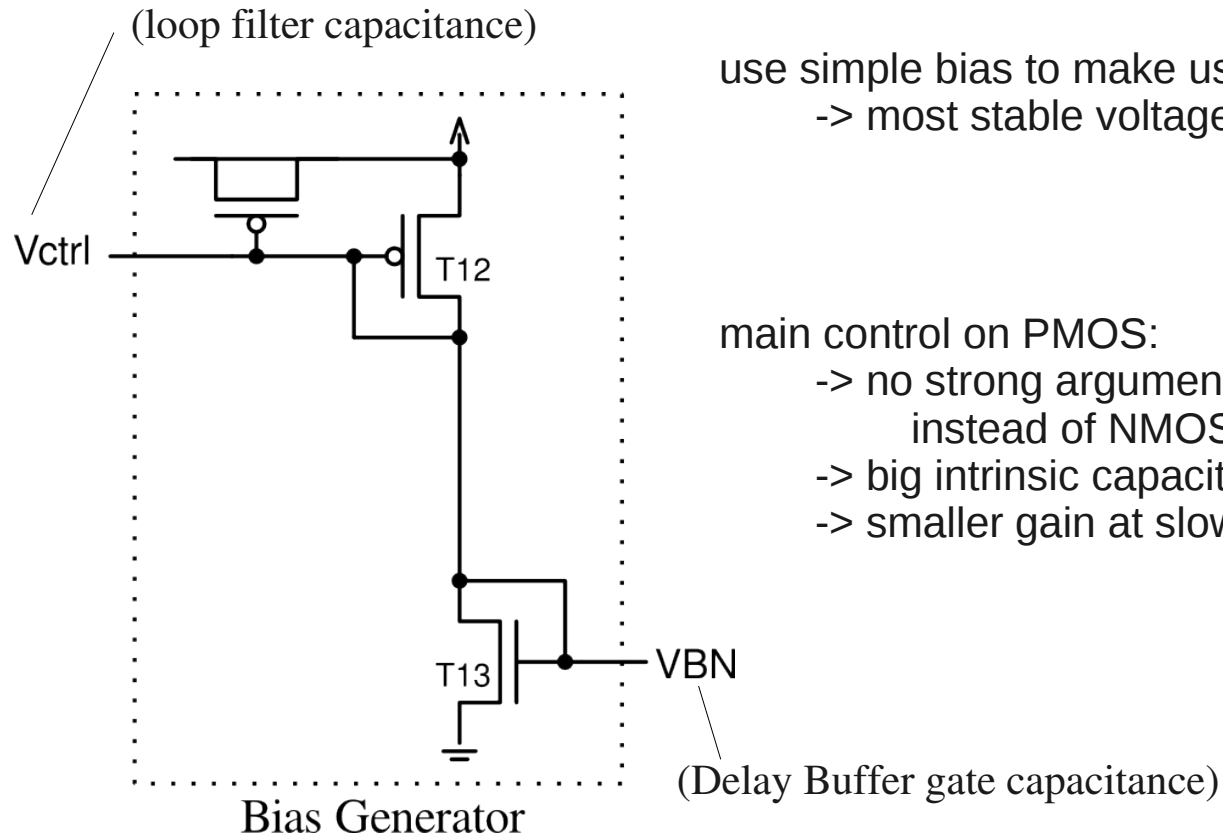 (loop filter capacitance)
use simple bias to make us
-> most stable voltage
Vctrl
T12
main control on PMOS:
-> no strong argumen
instead of NMOS
-> big intrinsic capacit
-> smaller gain at slow
T13
VBN
(Delay Buffer gate capacitance)
Bias Generator